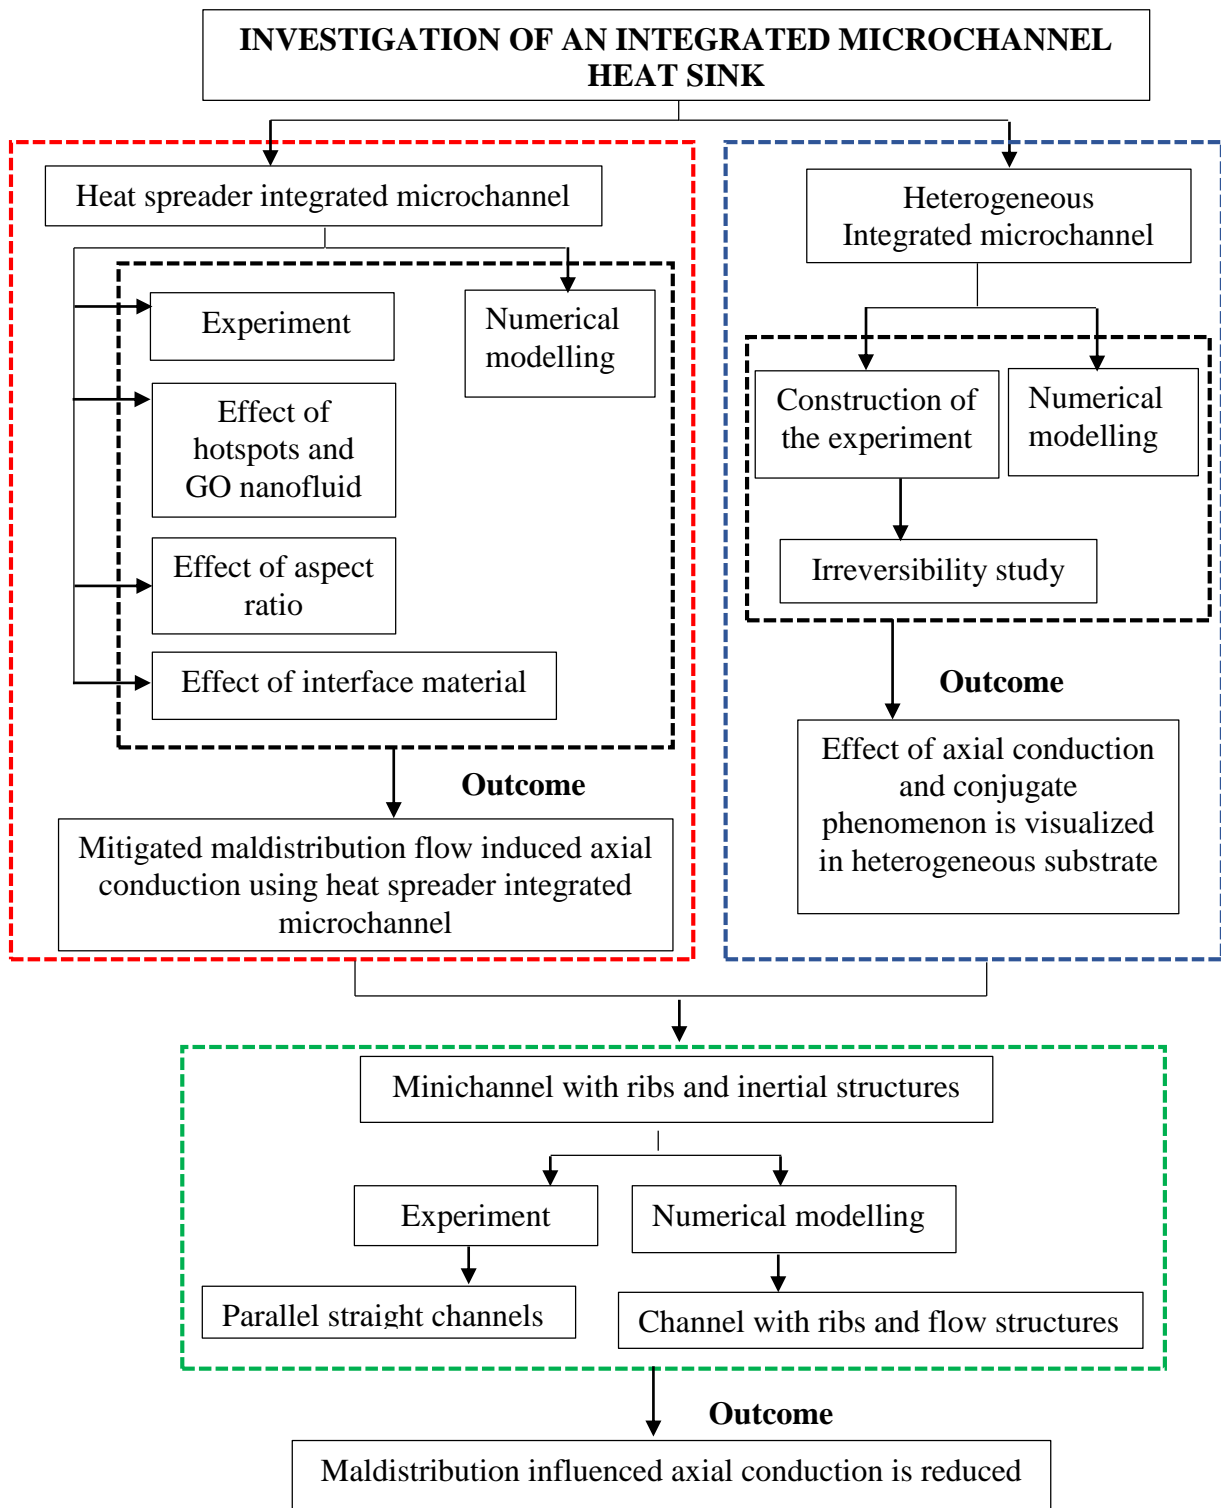 INVESTIGATION OF AN INTEGRATED MICROCHANNEL
HEAT SINK
Heat spreader integrated microchannel
Experiment
Numerical
modelling
Effect of
hotspots and
GO nanofluid
Effect of aspect
ratio
Effect of interface material
Outcome
Mitigated maldistribution flow induced axial
conduction using heat spreader integrated
microchannel
Heterogeneous
Integrated microchannel
Construction of
the experiment
Numerical
modelling
Irreversibility study
Outcome
Effect of axial conduction
and conjugate
phenomenon is visualized
in heterogeneous substrate
Minichannel with ribs and inertial structures
Experiment
Numerical modelling
Parallel straight channels
Channel with ribs and flow structures
Outcome
Maldistribution influenced axial conduction is reduced